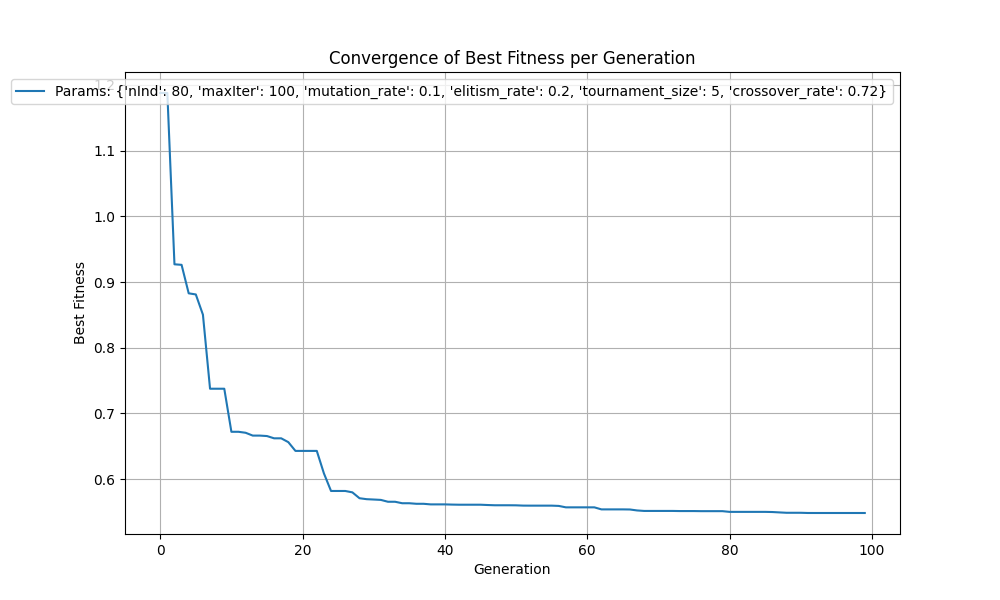 Convergence of Best Fitness per Generation
Params: {'nInd': 80, 'maxIter': 100, 'mutation_rate': 0.1, 'elitism_rate': 0.2, 'tournament_size': 5, 'crossover_rate': 0.72}
1.2
1.1
1.0
0.9
0.8
0.7
0.6
Best Fitness
0 20 40 60 80 100
Generation